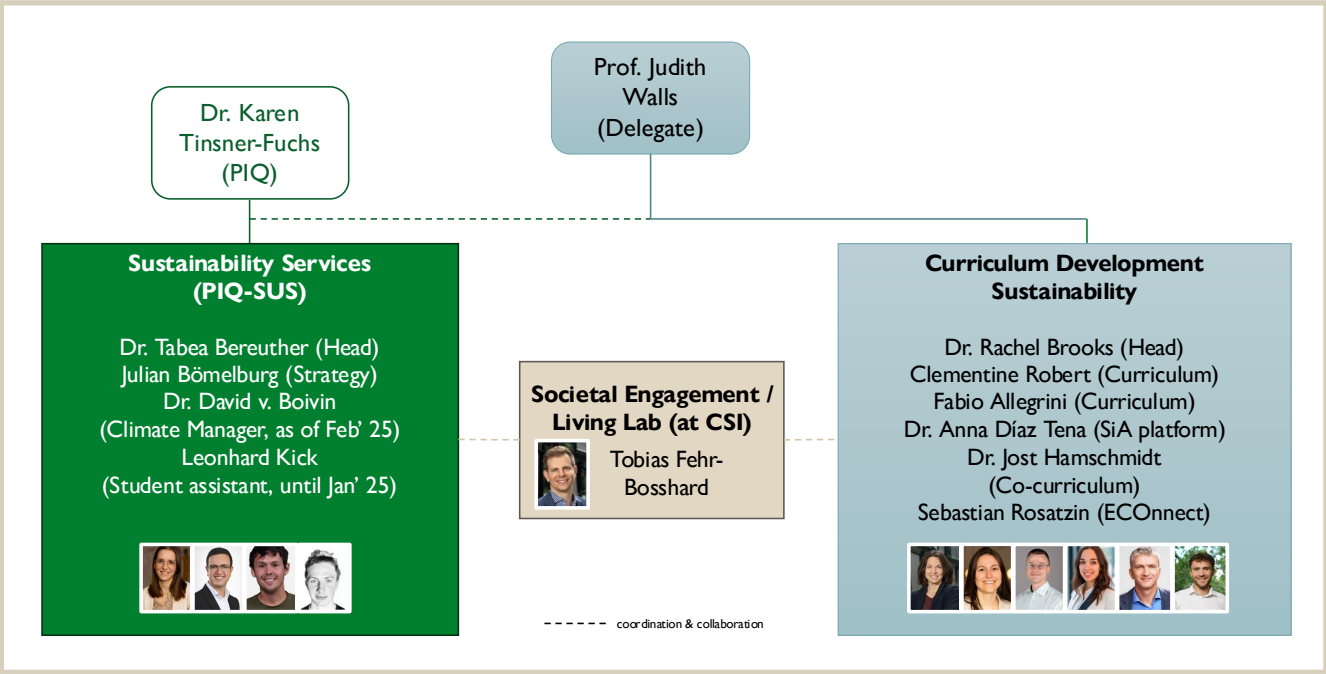 Prof. Judith
Walls
(Delegate)
Dr. Karen
Tinsner-Fuchs
(PIQ)
Sustainability Services
(PIQ-SUS)
Dr. Tabea Bereuther (Head)
Julian Bömelburg (Strategy)
Dr. David v. Boivin
(Climate Manager, as of Feb’ 25)
Leonhard Kick
(Student assistant, until Jan’ 25)
Societal Engagement /
Living Lab (at CSI)
Tobias Fehr-
Bosshard
Curriculum Development
Sustainability
Dr. Rachel Brooks (Head)
Clementine Robert (Curriculum)
Fabio Allegrini (Curriculum)
Dr. Anna Díaz Tena (SiA platform)
Dr. Jost Hamschmidt
(Co-curriculum)
Sebastian Rosatzin (ECOnnect)
coordination & collaboration